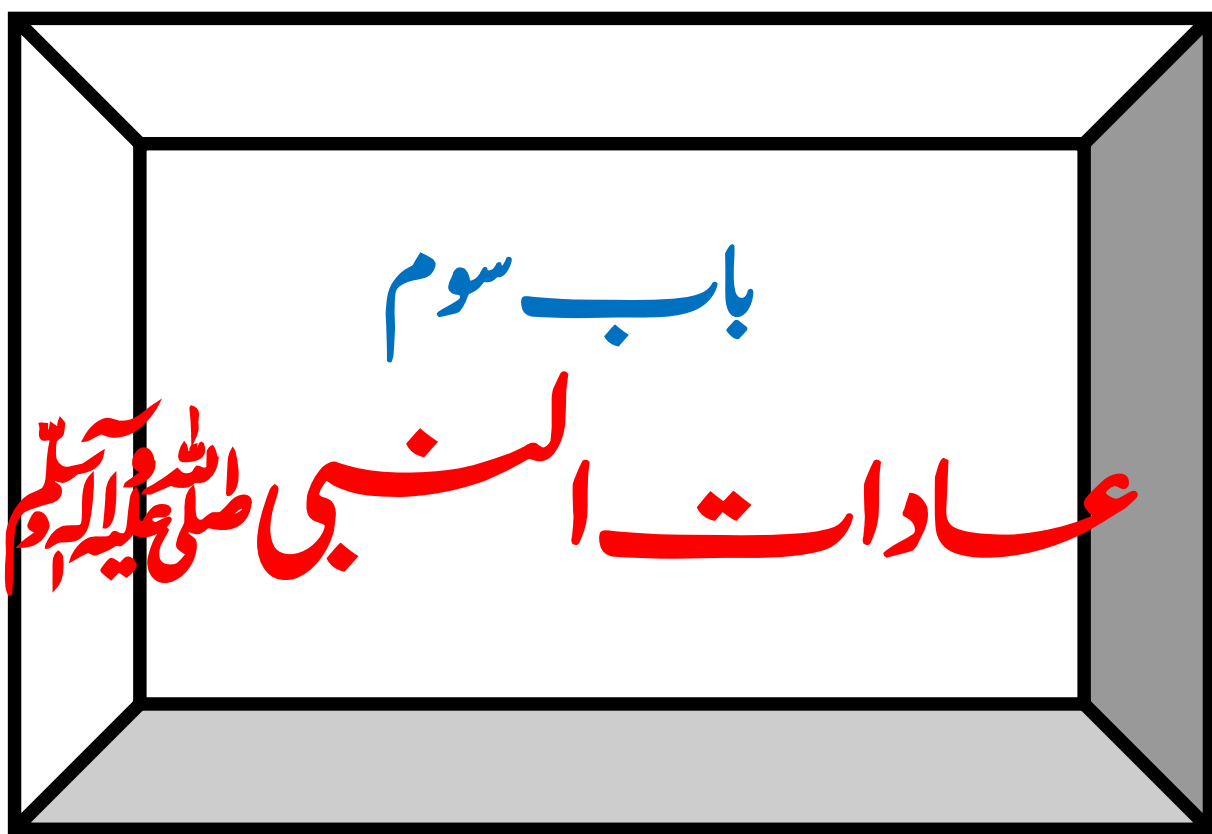 باب سوم
عادات النبی صلی اللہ علیہ وآلہ وسلم